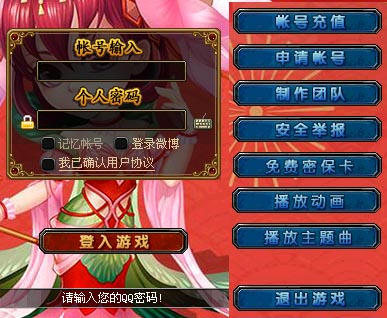 帐号输入
个人密码
记忆帐号 登录微博
我已确认用户协议
登入游戏
请输入您的QQ密码!
帐号充值
申请帐号
制作团队
安全举报
免费密保卡
播放动画
播放主题曲
退出游戏